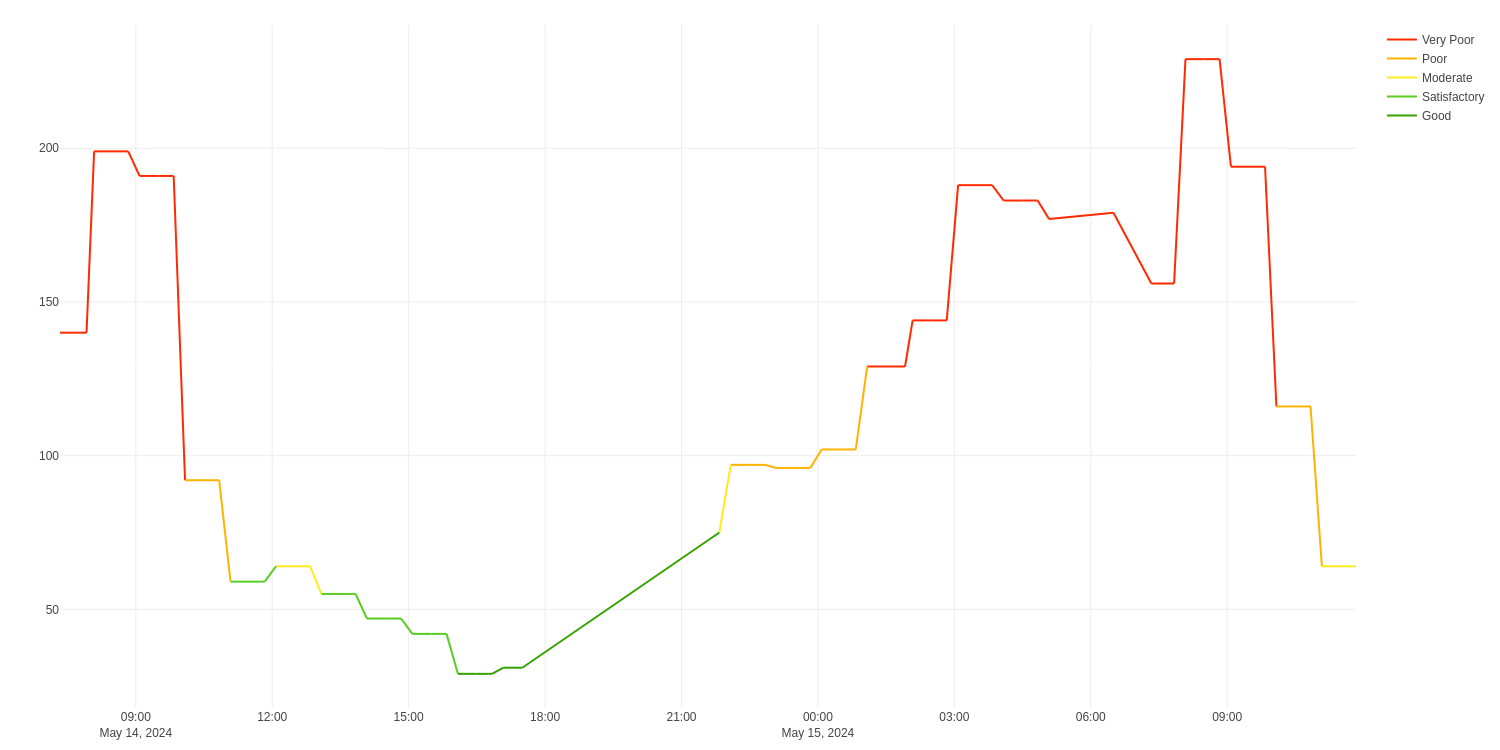 Very Poor
Poor
Moderate
Satisfactory
Good
200
150
100
50
09:00
12:00
15:00
18:00
21:00
00:00
03:00
06:00
09:00
May 14, 2024
May 15, 2024